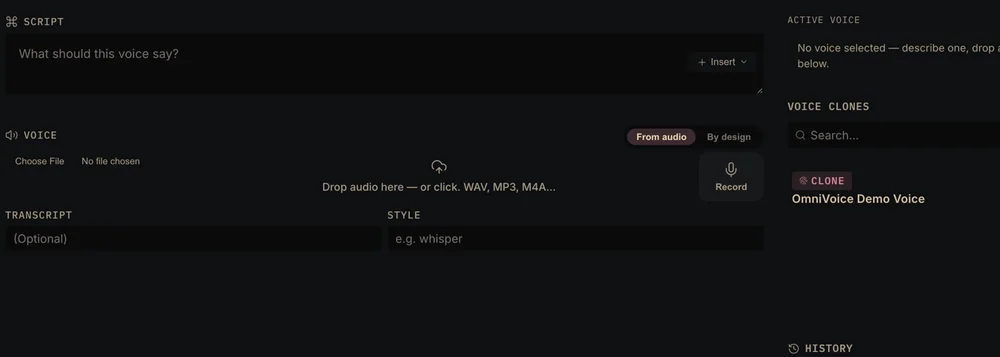 SCRIPT
What should this voice say?
+ Insert
VOICE
From audio
By design
Choose File
No file chosen
Drop audio here — or click. WAV, MP3, M4A...
Record
TRANSCRIPT
STYLE
(Optional)
e.g. whisper
ACTIVE VOICE
No voice selected — describe one, drop
below.
VOICE CLONES
Search...
CLONE
OmniVoice Demo Voice
HISTORY